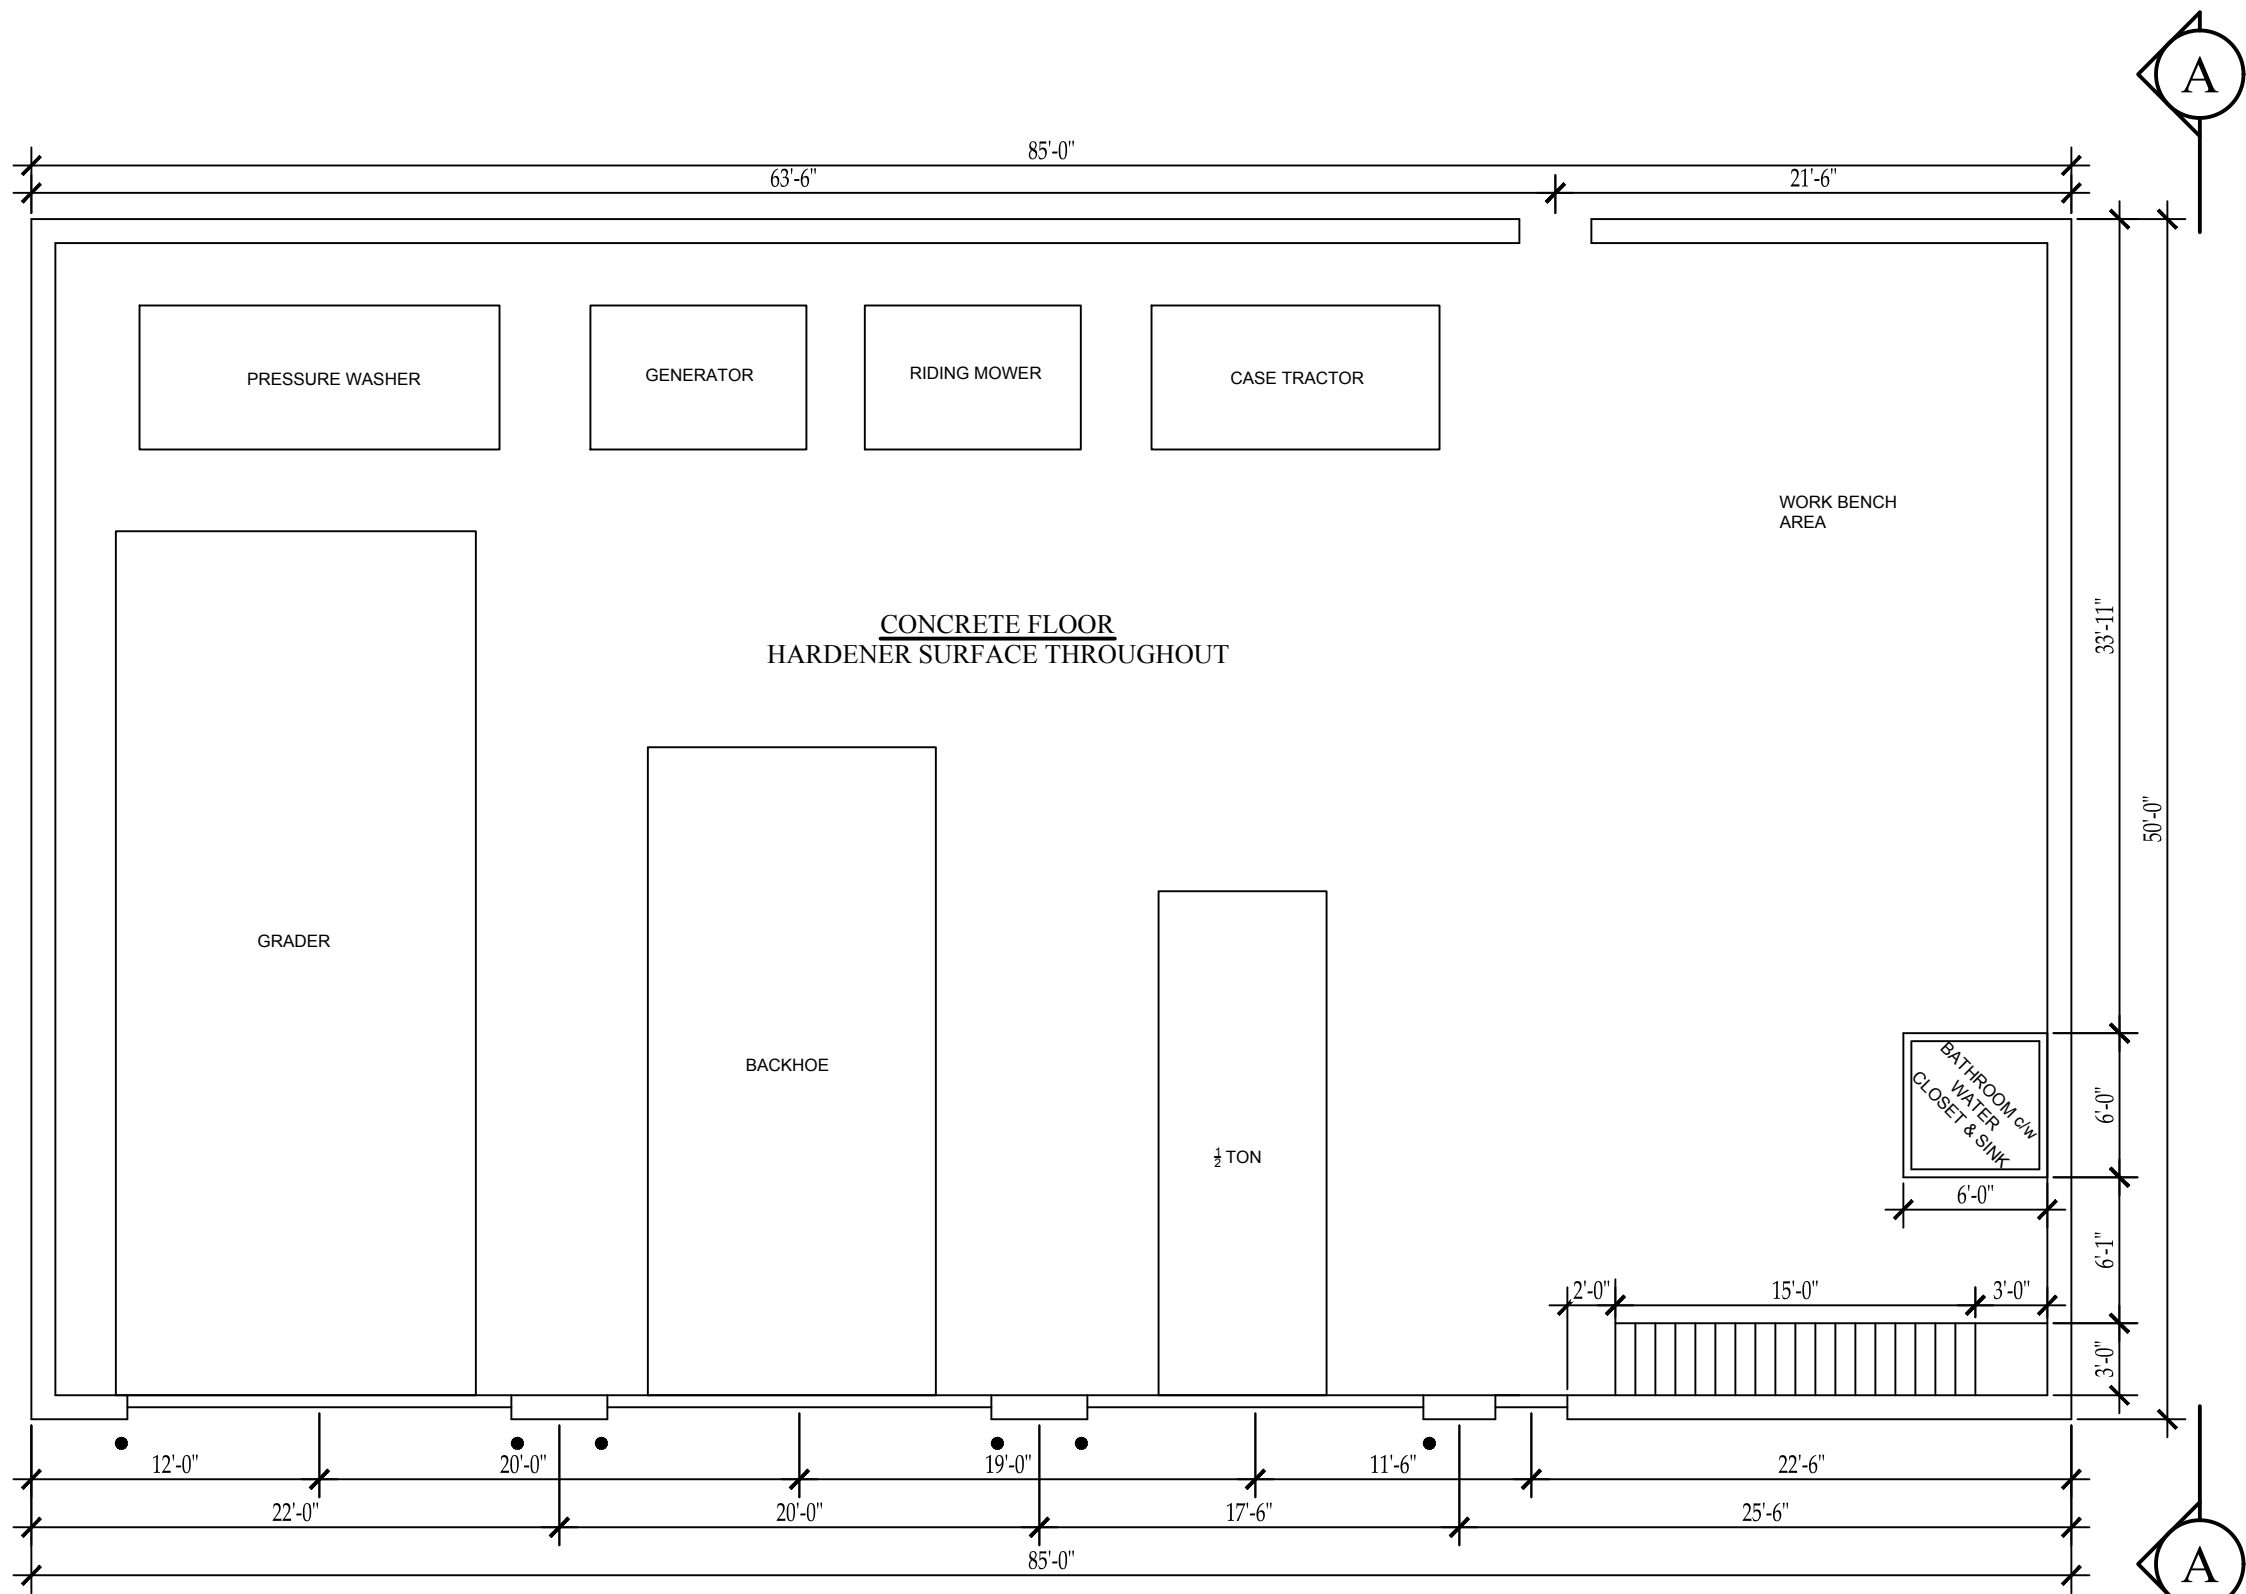 A
85'-0"
63'-6"
21'-6"
PRESSURE WASHER
GENERATOR
RIDING MOWER
CASE TRACTOR
WORK BENCH
AREA
33'-11"
CONCRETE FLOOR
HARDENER SURFACE THROUGHOUT
50'-0"
GRADER
BACKHOE
½ TON
BATHROOM c/w
WATER
CLOSET & SINK
6'-0"
6'-0"
6'-1"
2'-0"
15'-0"
3'-0"
3'-0"
12'-0"
20'-0"
19'-0"
11'-6"
22'-6"
22'-0"
20'-0"
17'-6"
25'-6"
85'-0"
A